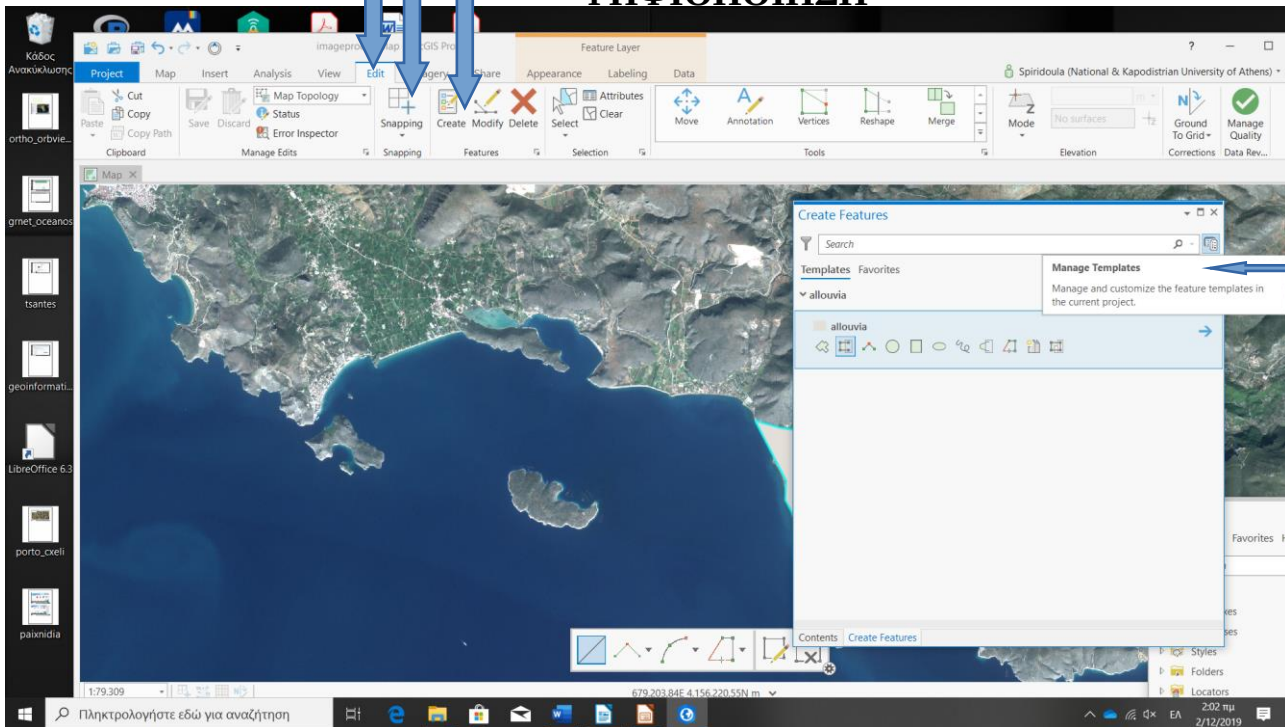 Κάδος
Ανακύκλωσης
ortho_orbvie...
grnet_oceanos
tsantes
geoinformati...
LibreOffice 6.3
porto_cxeli
paixnidia
Feature Layer
? — □
Project Map Insert Analysis View Edit Share Appearance Labeling Data
Spiridoula (National & Kapodistrian University of Athens)
Paste
Cut
Copy
Copy Path
Clipboard
Save Discard
Map Topology
Status
Error Inspector
Manage Edits
Snapping
Snapping
Create Modify Delete
Features
Select
Attributes
Clear
Selection
Move Annotation Vertices Reshape Merge
Tools
Mode
No surfaces
Elevation
Ground
To Grid
Corrections
Manage
Quality
Data Rev...
Map
Create Features
Search
Templates Favorites
allouvia
allouvia
Manage Templates
Manage and customize the feature templates in
the current project.
Contents Create Features
Favorites
Styles
Folders
Locators
1:79.309
679.203,84E 4.156.220,55N m
Πληκτρολογήστε εδώ για αναζήτηση
ΕΛ
2:02 πμ
2/12/2019